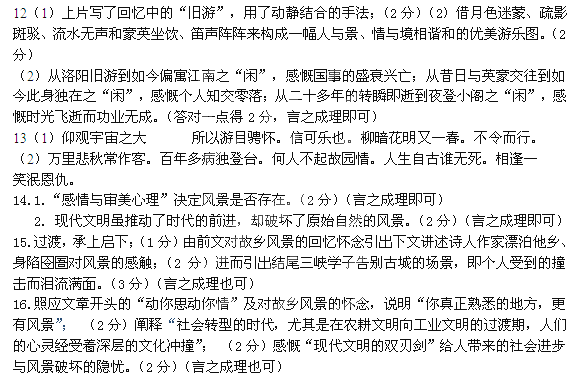 12（1）上片写了回忆中的“旧游”，用了动静结合的手法；（2 分）（2）借月色迷蒙、疏影
斑驳、流水无声和豪英坐饮、笛声阵阵来构成一幅人与景、情与境相谐和的优美游乐图。（2
分）
（2）从洛阳旧游到如今偏寓江南之“闲”，感慨国事的盛衰兴亡；从昔日与英豪交往到如
今此身独在之“闲”，感慨个人知交零落；从二十多年的转瞬即逝到夜登小阁之“闲”，感
慨时光飞逝而功业无成。（答对一点得 2 分，言之成理即可）
13（1）仰观宇宙之大　　　所以游目骋怀。信可乐也。柳暗花明又一春。不令而行。
（2）万里悲秋常作客。百年多病独登台。何人不起故园情。人生自古谁无死。相逢一
笑泯恩仇。
14.1.“感情与审美心理”决定风景是否存在。（2 分）（言之成理即可）
2. 现代文明虽推动了时代的前进，却破坏了原始自然的风景。（2 分）（言之成理即可）
15.过渡，承上启下；（1 分）由前文对故乡风景的回忆怀念引出下文讲述诗人作家漂泊他乡、
身陷囹圄对风景的感触；（2 分）进而引出结尾三峡学子告别古城的场景，即个人受到的撞
击而泪流满面。（3 分）（言之成理也可）
16.照应文章开头的“动你思动你情”及对故乡风景的怀念，说明“你真正熟悉的地方，更
有风景”；　（2 分）阐释“社会转型的时代，尤其是在农耕文明向工业文明的过渡期，人们
的心灵经受着深层的文化冲撞”；　（2 分）感慨“现代文明的双刃剑”给人带来的社会进步
与风景破坏的隐忧。（2 分）（言之成理也可）